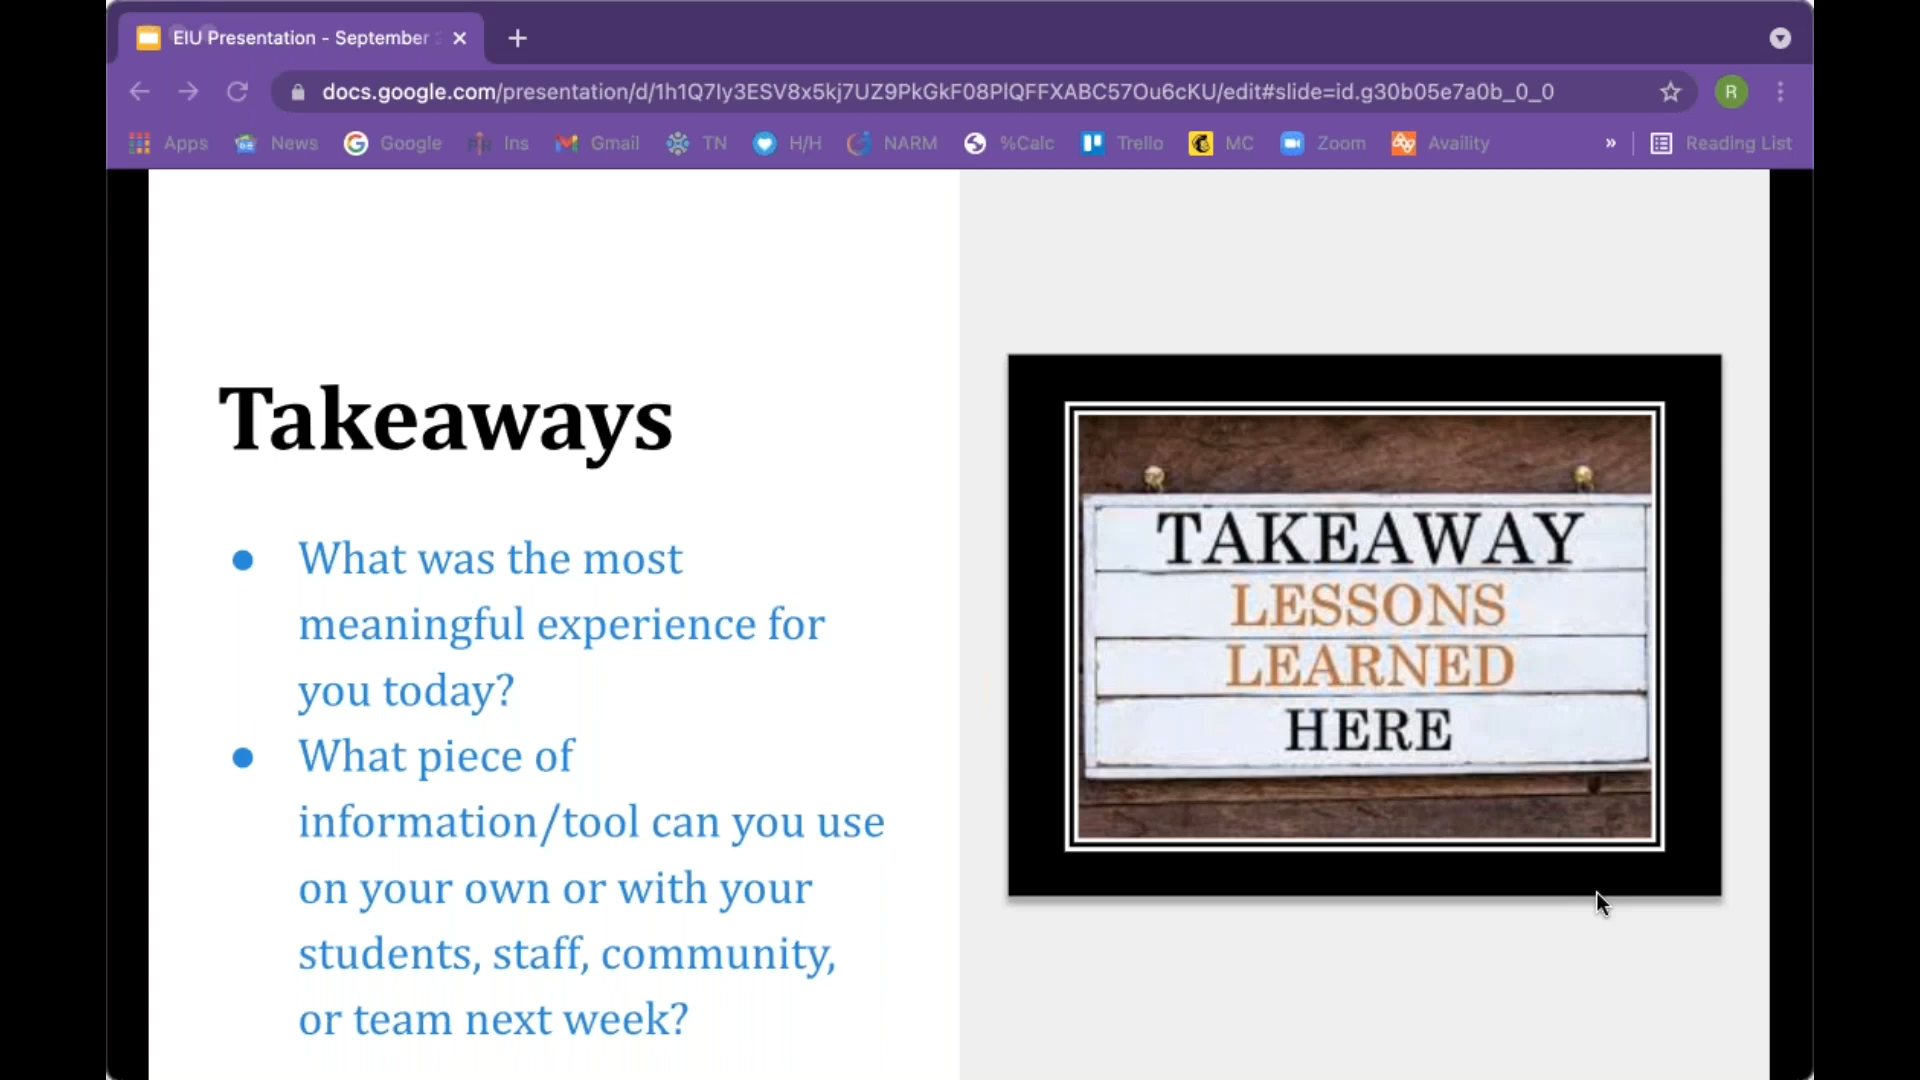 EIU Presentation - September
docs.google.com/presentation/d/1h1Q7Iy3ESV8x5kj7UZ9PkGkF08PlQFFXABC57Ou6cKU/edit#slide=id.g30b05e7a0b_0_0
R
Apps News Google Ins Gmail TN H/H NARM %Calc Trello MC Zoom Availity » Reading List
Takeaways
● What was the most
meaningful experience for
you today?
● What piece of
information/tool can you use
on your own or with your
students, staff, community,
or team next week?
TAKEAWAY
LESSONS
LEARNED
HERE